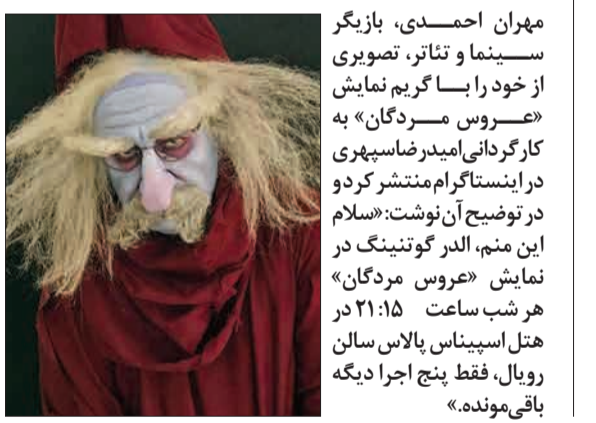 مهران احمدی، بازیگر
سینما و تئاتر، تصویری
از خود را با گریم نمایش
«عروس مردگان» به
کارگردانی امیدرضا سپهری
در اینستاگرام منتشر کرد و
در توضیح آن نوشت: «سلام
این منم، الدر گوتنینگ در
نمایش «عروس مردگان»
هر شب ساعت ۲۱:۱۵ در
هتل اسپیناس پالاس سالن
رویال، فقط پنج اجرا دیگه
باقی‌مونده.»